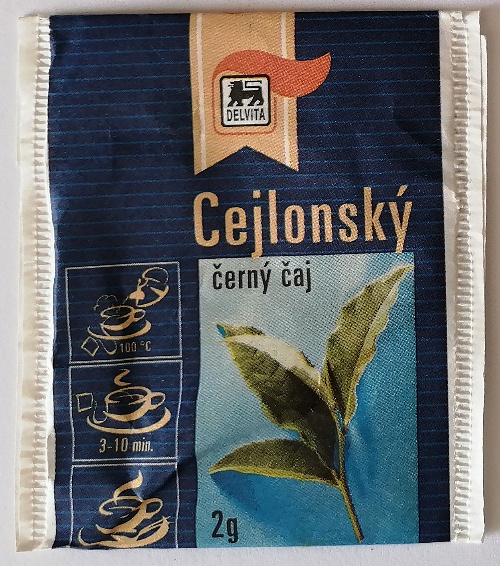 DELVITA
Cejlonský
černý čaj
100 °C
3-10 min.
2g